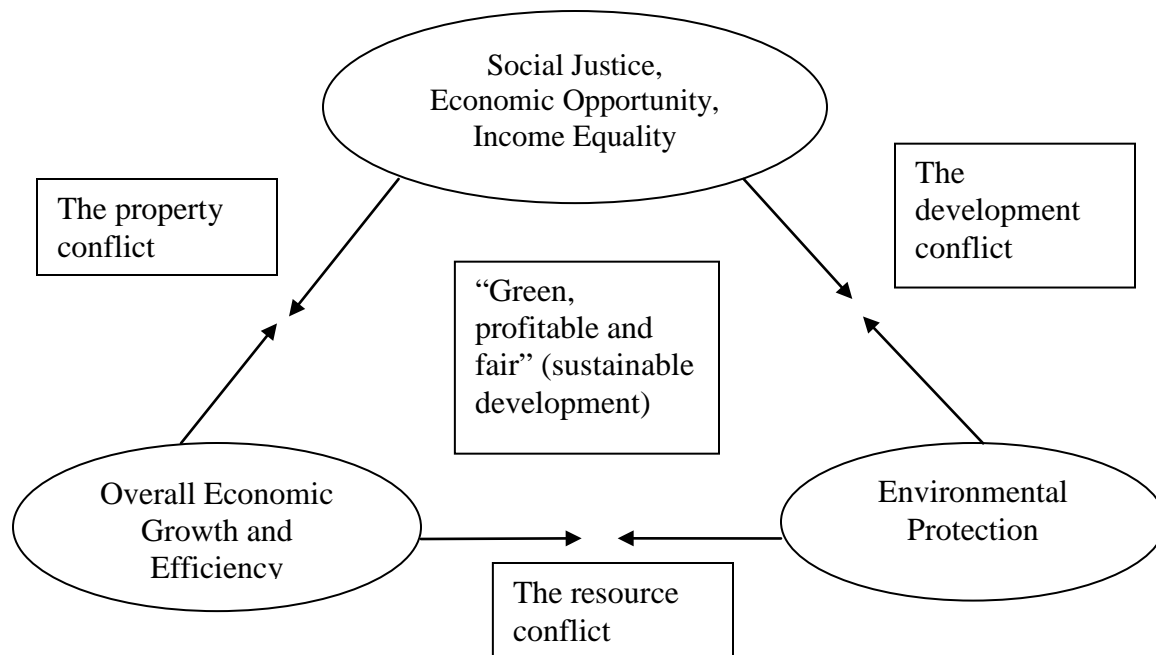 Social Justice,
Economic Opportunity,
Income Equality
The property
conflict
The
development
conflict
“Green,
profitable and
fair” (sustainable
development)
Overall Economic
Growth and
Efficiency
Environmental
Protection
The resource
conflict